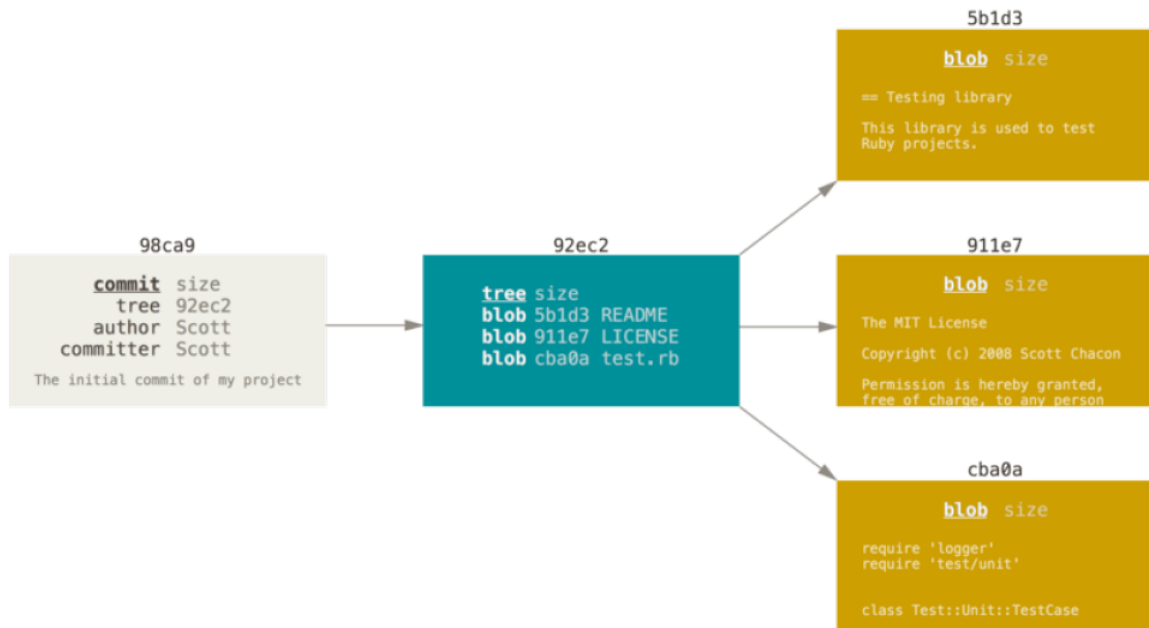 98ca9
commit size
tree 92ec2
author Scott
committer Scott
The initial commit of my project
92ec2
tree size
blob 5b1d3 README
blob 911e7 LICENSE
blob cba0a test.rb
5b1d3
blob size
== Testing library
This library is used to test
Ruby projects.
911e7
blob size
The MIT License
Copyright (c) 2008 Scott Chacon
Permission is hereby granted,
free of charge, to any person
cba0a
blob size
require 'logger'
require 'test/unit'
class Test::Unit::TestCase